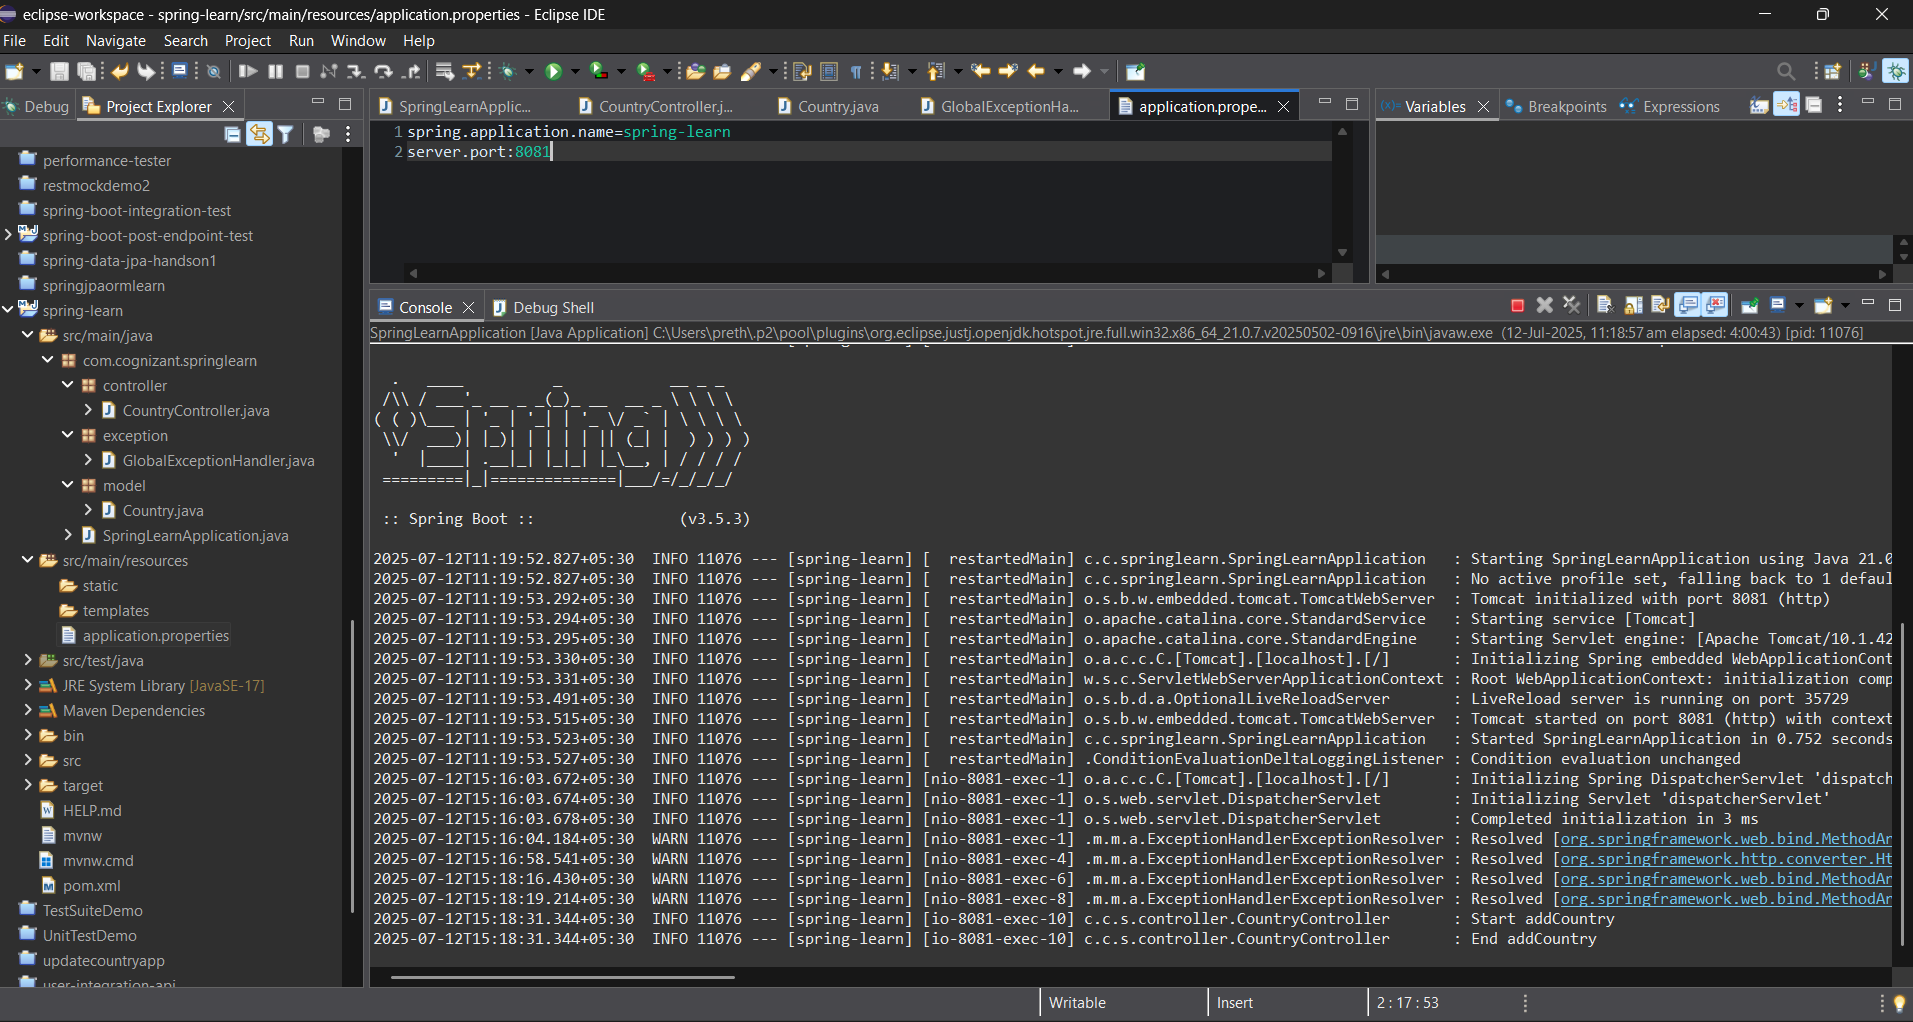 eclipse-workspace - spring-learn/src/main/resources/application.properties - Eclipse IDE
File Edit Navigate Search Project Run Window Help
Debug Project Explorer
performance-tester
restmockdemo2
spring-boot-integration-test
spring-boot-post-endpoint-test
spring-data-jpa-handson1
springjpaormlearn
spring-learn
src/main/java
com.cognizant.springlearn
controller
CountryController.java
exception
GlobalExceptionHandler.java
model
Country.java
SpringLearnApplication.java
src/main/resources
static
templates
application.properties
src/test/java
JRE System Library [JavaSE-17]
Maven Dependencies
bin
src
target
HELP.md
mvnw
mvnw.cmd
pom.xml
TestSuiteDemo
UnitTestDemo
updatecountryapp
user-integration-api
SpringLearnApplic... CountryController.j... Country.java GlobalExceptionHa... application.prope...
1 spring.application.name=spring-learn
2 server.port:8081
Variables Breakpoints Expressions
Console Debug Shell
SpringLearnApplication [Java Application] C:\Users\preth\.p2\pool\plugins\org.eclipse.justj.openjdk.hotspot.jre.full.win32.x86_64_21.0.7.v20250502-0916\jre\bin\javaw.exe (12-Jul-2025, 11:18:57 am elapsed: 4:00:43) [pid: 11076]
  .   ____          _            __ _ _
 /\\ / ___'_ __ _ _(_)_ __  __ _ \ \ \ \
( ( )\___ | '_ | '_| | '_ \/ _` | \ \ \ \
 \\/  ___)| |_)| | | | | || (_| |  ) ) ) )
  '  |____| .__|_| |_|_| |_\__, | / / / /
 =========|_|==============|___/=/_/_/_/
 :: Spring Boot ::                (v3.5.3)
2025-07-12T11:19:52.827+05:30  INFO 11076 --- [spring-learn] [  restartedMain] c.c.springlearn.SpringLearnApplication   : Starting SpringLearnApplication using Java 21.0
2025-07-12T11:19:52.827+05:30  INFO 11076 --- [spring-learn] [  restartedMain] c.c.springlearn.SpringLearnApplication   : No active profile set, falling back to 1 defaul
2025-07-12T11:19:53.292+05:30  INFO 11076 --- [spring-learn] [  restartedMain] o.s.b.w.embedded.tomcat.TomcatWebServer  : Tomcat initialized with port 8081 (http)
2025-07-12T11:19:53.294+05:30  INFO 11076 --- [spring-learn] [  restartedMain] o.apache.catalina.core.StandardService   : Starting service [Tomcat]
2025-07-12T11:19:53.295+05:30  INFO 11076 --- [spring-learn] [  restartedMain] o.apache.catalina.core.StandardEngine    : Starting Servlet engine: [Apache Tomcat/10.1.42
2025-07-12T11:19:53.330+05:30  INFO 11076 --- [spring-learn] [  restartedMain] o.a.c.c.C.[Tomcat].[localhost].[/]       : Initializing Spring embedded WebApplicationCont
2025-07-12T11:19:53.331+05:30  INFO 11076 --- [spring-learn] [  restartedMain] w.s.c.ServletWebServerApplicationContext : Root WebApplicationContext: initialization comp
2025-07-12T11:19:53.491+05:30  INFO 11076 --- [spring-learn] [  restartedMain] o.s.b.d.a.OptionalLiveReloadServer       : LiveReload server is running on port 35729
2025-07-12T11:19:53.515+05:30  INFO 11076 --- [spring-learn] [  restartedMain] o.s.b.w.embedded.tomcat.TomcatWebServer  : Tomcat started on port 8081 (http) with context
2025-07-12T11:19:53.523+05:30  INFO 11076 --- [spring-learn] [  restartedMain] c.c.springlearn.SpringLearnApplication   : Started SpringLearnApplication in 0.752 seconds
2025-07-12T11:19:53.527+05:30  INFO 11076 --- [spring-learn] [  restartedMain] .ConditionEvaluationDeltaLoggingListener : Condition evaluation unchanged
2025-07-12T15:16:03.672+05:30  INFO 11076 --- [spring-learn] [nio-8081-exec-1] o.a.c.c.C.[Tomcat].[localhost].[/]       : Initializing Spring DispatcherServlet 'dispatch
2025-07-12T15:16:03.674+05:30  INFO 11076 --- [spring-learn] [nio-8081-exec-1] o.s.web.servlet.DispatcherServlet        : Initializing Servlet 'dispatcherServlet'
2025-07-12T15:16:03.678+05:30  INFO 11076 --- [spring-learn] [nio-8081-exec-1] o.s.web.servlet.DispatcherServlet        : Completed initialization in 3 ms
2025-07-12T15:16:04.184+05:30  WARN 11076 --- [spring-learn] [nio-8081-exec-1] .m.m.a.ExceptionHandlerExceptionResolver : Resolved [org.springframework.web.bind.MethodAr
2025-07-12T15:16:58.541+05:30  WARN 11076 --- [spring-learn] [nio-8081-exec-4] .m.m.a.ExceptionHandlerExceptionResolver : Resolved [org.springframework.http.converter.Ht
2025-07-12T15:18:16.430+05:30  WARN 11076 --- [spring-learn] [nio-8081-exec-6] .m.m.a.ExceptionHandlerExceptionResolver : Resolved [org.springframework.web.bind.MethodAr
2025-07-12T15:18:19.214+05:30  WARN 11076 --- [spring-learn] [nio-8081-exec-8] .m.m.a.ExceptionHandlerExceptionResolver : Resolved [org.springframework.web.bind.MethodAr
2025-07-12T15:18:31.344+05:30  INFO 11076 --- [spring-learn] [io-8081-exec-10] c.c.s.controller.CountryController       : Start addCountry
2025-07-12T15:18:31.344+05:30  INFO 11076 --- [spring-learn] [io-8081-exec-10] c.c.s.controller.CountryController       : End addCountry
Writable Insert 2 : 17 : 53